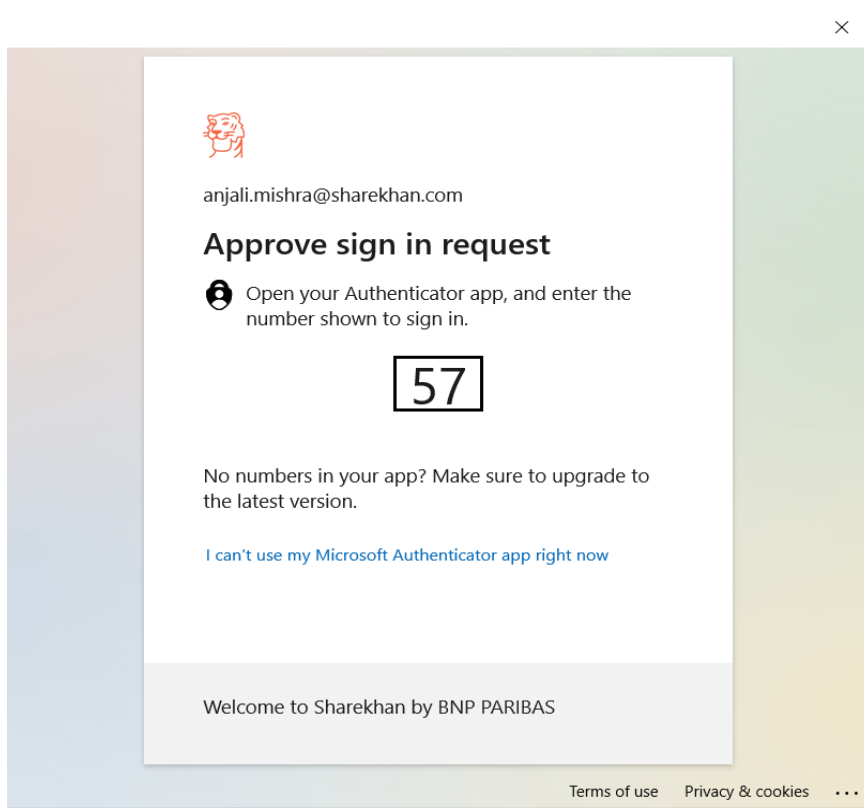 anjali.mishra@sharekhan.com
Approve sign in request
Open your Authenticator app, and enter the
number shown to sign in.
57
No numbers in your app? Make sure to upgrade to
the latest version.
I can't use my Microsoft Authenticator app right now
Welcome to Sharekhan by BNP PARIBAS
Terms of use Privacy & cookies ...